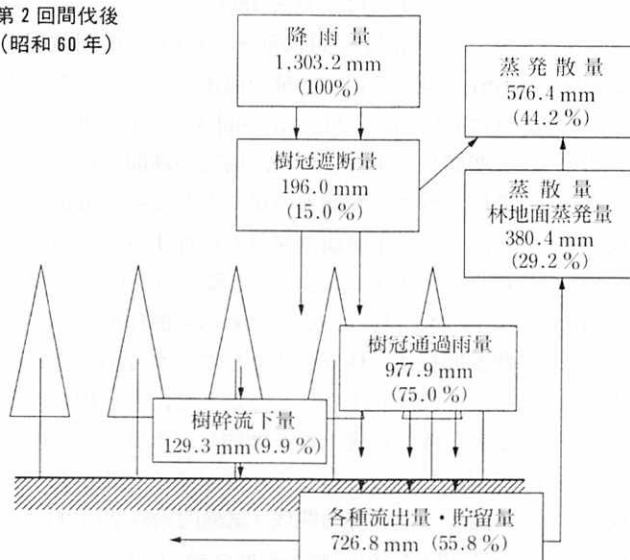 第2回間伐後
(昭和60年)
降雨量
1,303.2 mm
(100%)
蒸発散量
576.4 mm
(44.2 %)
樹冠遮断量
196.0 mm
(15.0 %)
蒸散量
林地面蒸発量
380.4 mm
(29.2 %)
樹冠通過雨量
977.9 mm
(75.0 %)
樹幹流下量
129.3 mm(9.9 %)
各種流出量・貯留量
726.8 mm (55.8 %)